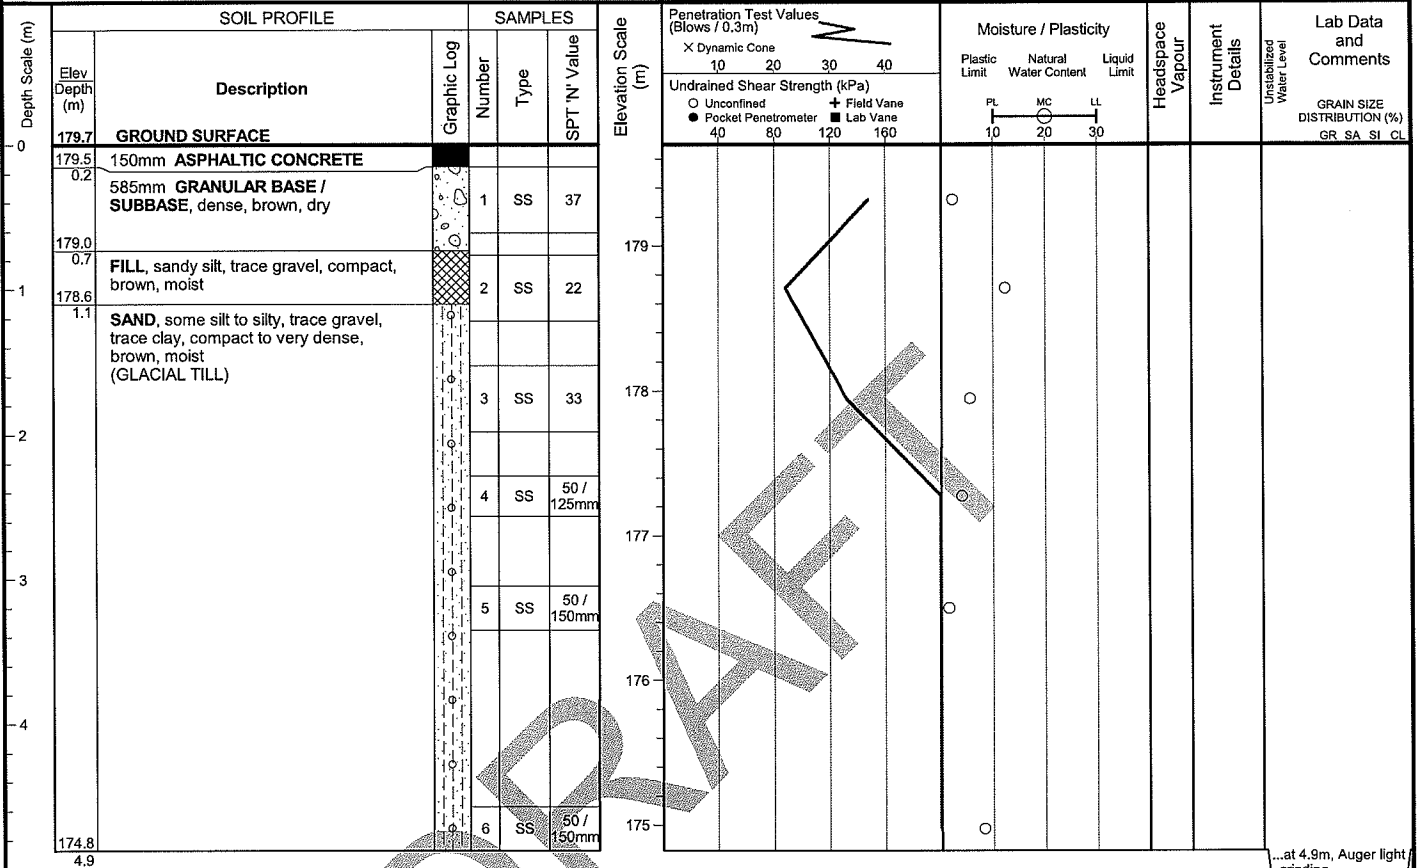 SOIL PROFILE
SAMPLES
Depth Scale (m)
Elev
Depth
(m)
Description
Graphic Log
Number
Type
SPT 'N' Value
Elevation Scale
(m)
Penetration Test Values
(Blows / 0.3m)
× Dynamic Cone
10 20 30 40
Undrained Shear Strength (kPa)
○ Unconfined + Field Vane
● Pocket Penetrometer ■ Lab Vane
40 80 120 160
Moisture / Plasticity
Plastic
Limit
Natural
Water Content
Liquid
Limit
PL MC LL
10 20 30
Headspace
Vapour
Instrument
Details
Unstabilized
Water Level
Lab Data
and
Comments
GRAIN SIZE
DISTRIBUTION (%)
GR SA SI CL
179.7 GROUND SURFACE
0
179.5 150mm ASPHALTIC CONCRETE
0.2
585mm GRANULAR BASE /
SUBBASE, dense, brown, dry
1 SS 37
179.0
179
0.7
FILL, sandy silt, trace gravel, compact,
brown, moist
2 SS 22
1
178.6
1.1
SAND, some silt to silty, trace gravel,
trace clay, compact to very dense,
brown, moist
(GLACIAL TILL)
178
3 SS 33
2
4 SS 50 /
125mm
177
3
5 SS 50 /
150mm
176
4
6 SS 50 /
150mm
175
174.8
4.9
...at 4.9m, Auger light
grinding
DRAFT